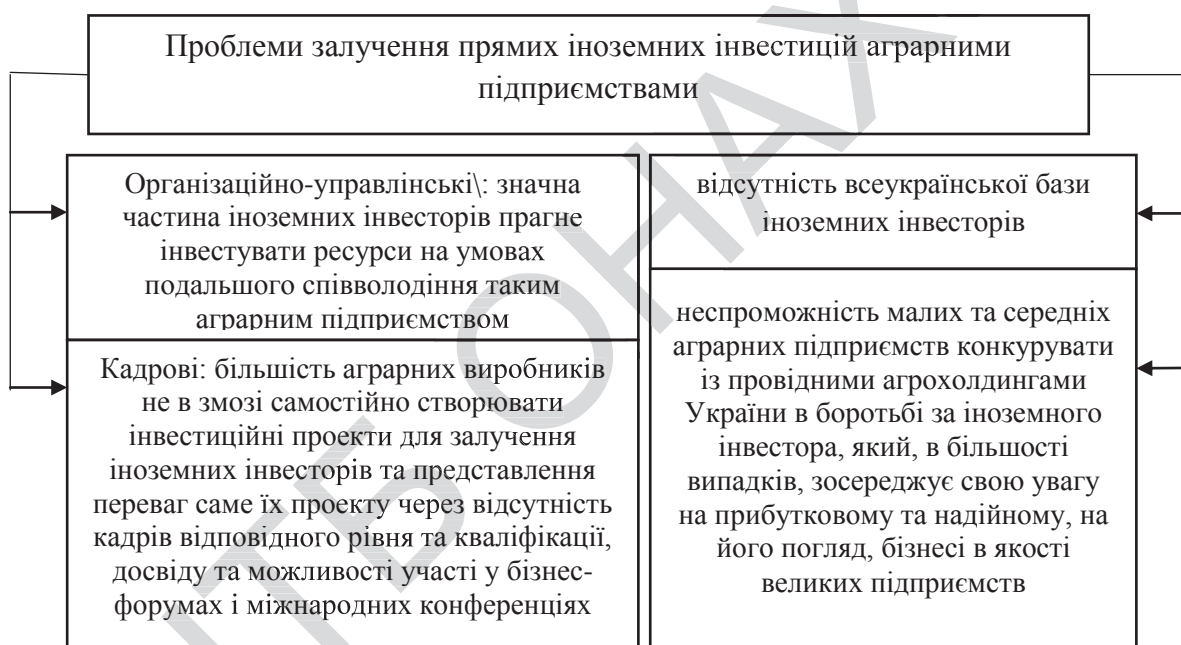 Проблеми залучення прямих іноземних інвестицій аграрними
підприємствами
Організаційно-управлінські\: значна
частина іноземних інвесторів прагне
інвестувати ресурси на умовах
подальшого співволодіння таким
аграрним підприємством
Кадрові: більшість аграрних виробників
не в змозі самостійно створювати
інвестиційні проекти для залучення
іноземних інвесторів та представлення
переваг саме їх проекту через відсутність
кадрів відповідного рівня та кваліфікації,
досвіду та можливості участі у бізнес-
форумах і міжнародних конференціях
відсутність всеукраїнської бази
іноземних інвесторів
неспроможність малих та середніх
аграрних підприємств конкурувати
із провідними агрохолдингами
України в боротьбі за іноземного
інвестора, який, в більшості
випадків, зосереджує свою увагу
на прибутковому та надійному, на
його погляд, бізнесі в якості
великих підприємств
ТЬ ОНАХ